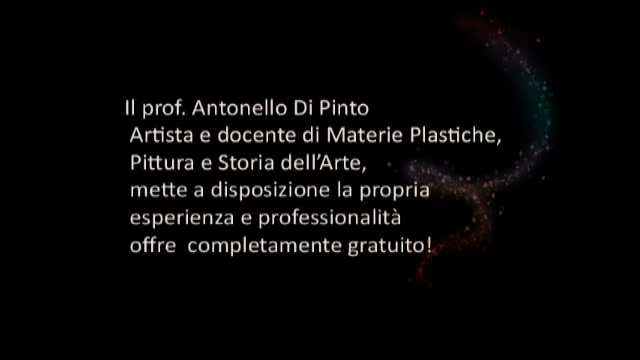 Il prof. Antonello Di Pinto
Artista e docente di Materie Plastiche,
Pittura e Storia dell'Arte,
mette a disposizione la propria
esperienza e professionalità
offre completamente gratuito!